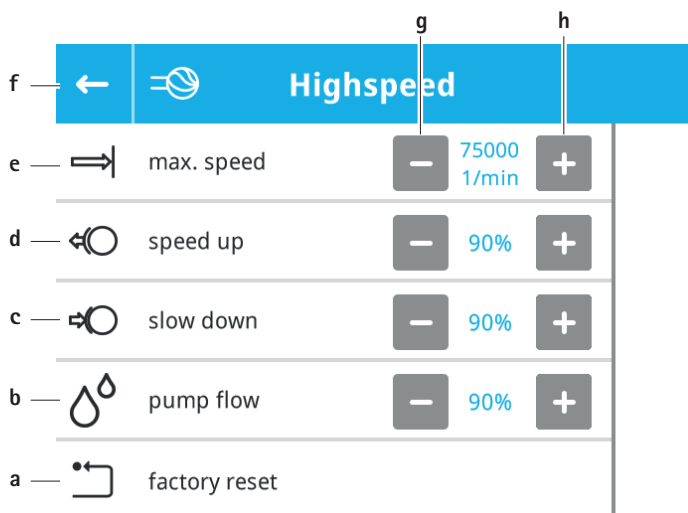 g h
f Highspeed
e max. speed − 75000 1/min +
d speed up − 90% +
c slow down − 90% +
b pump flow − 90% +
a factory reset